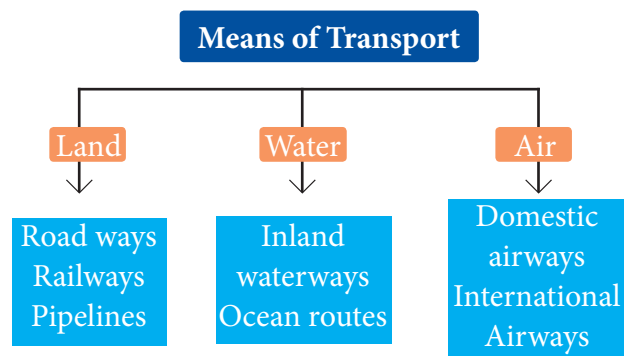 Means of Transport
Land
Water
Air
Road ways
Railways
Pipelines
Inland
waterways
Ocean routes
Domestic
airways
International
Airways